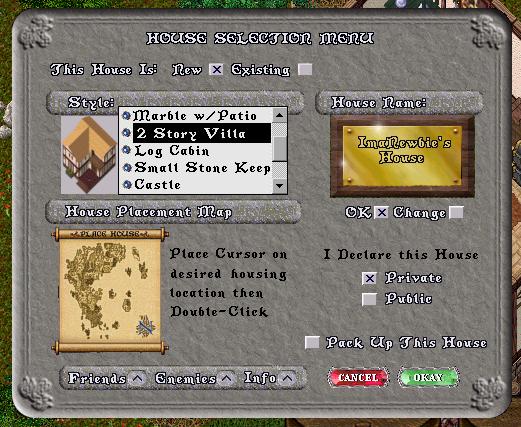 House Selection Menu
This House Is: New Existing
Style:
Marble w/Patio
2 Story Villa
Log Cabin
Small Stone Keep
Castle
House Name:
ImaNewbie's
House
OK Change
House Placement Map
PLACE HOUSE
Place Cursor on
desired housing
location then
Double-Click
I Declare this House
Private
Public
Pack Up This House
Friends Enemies Info
CANCEL OKAY